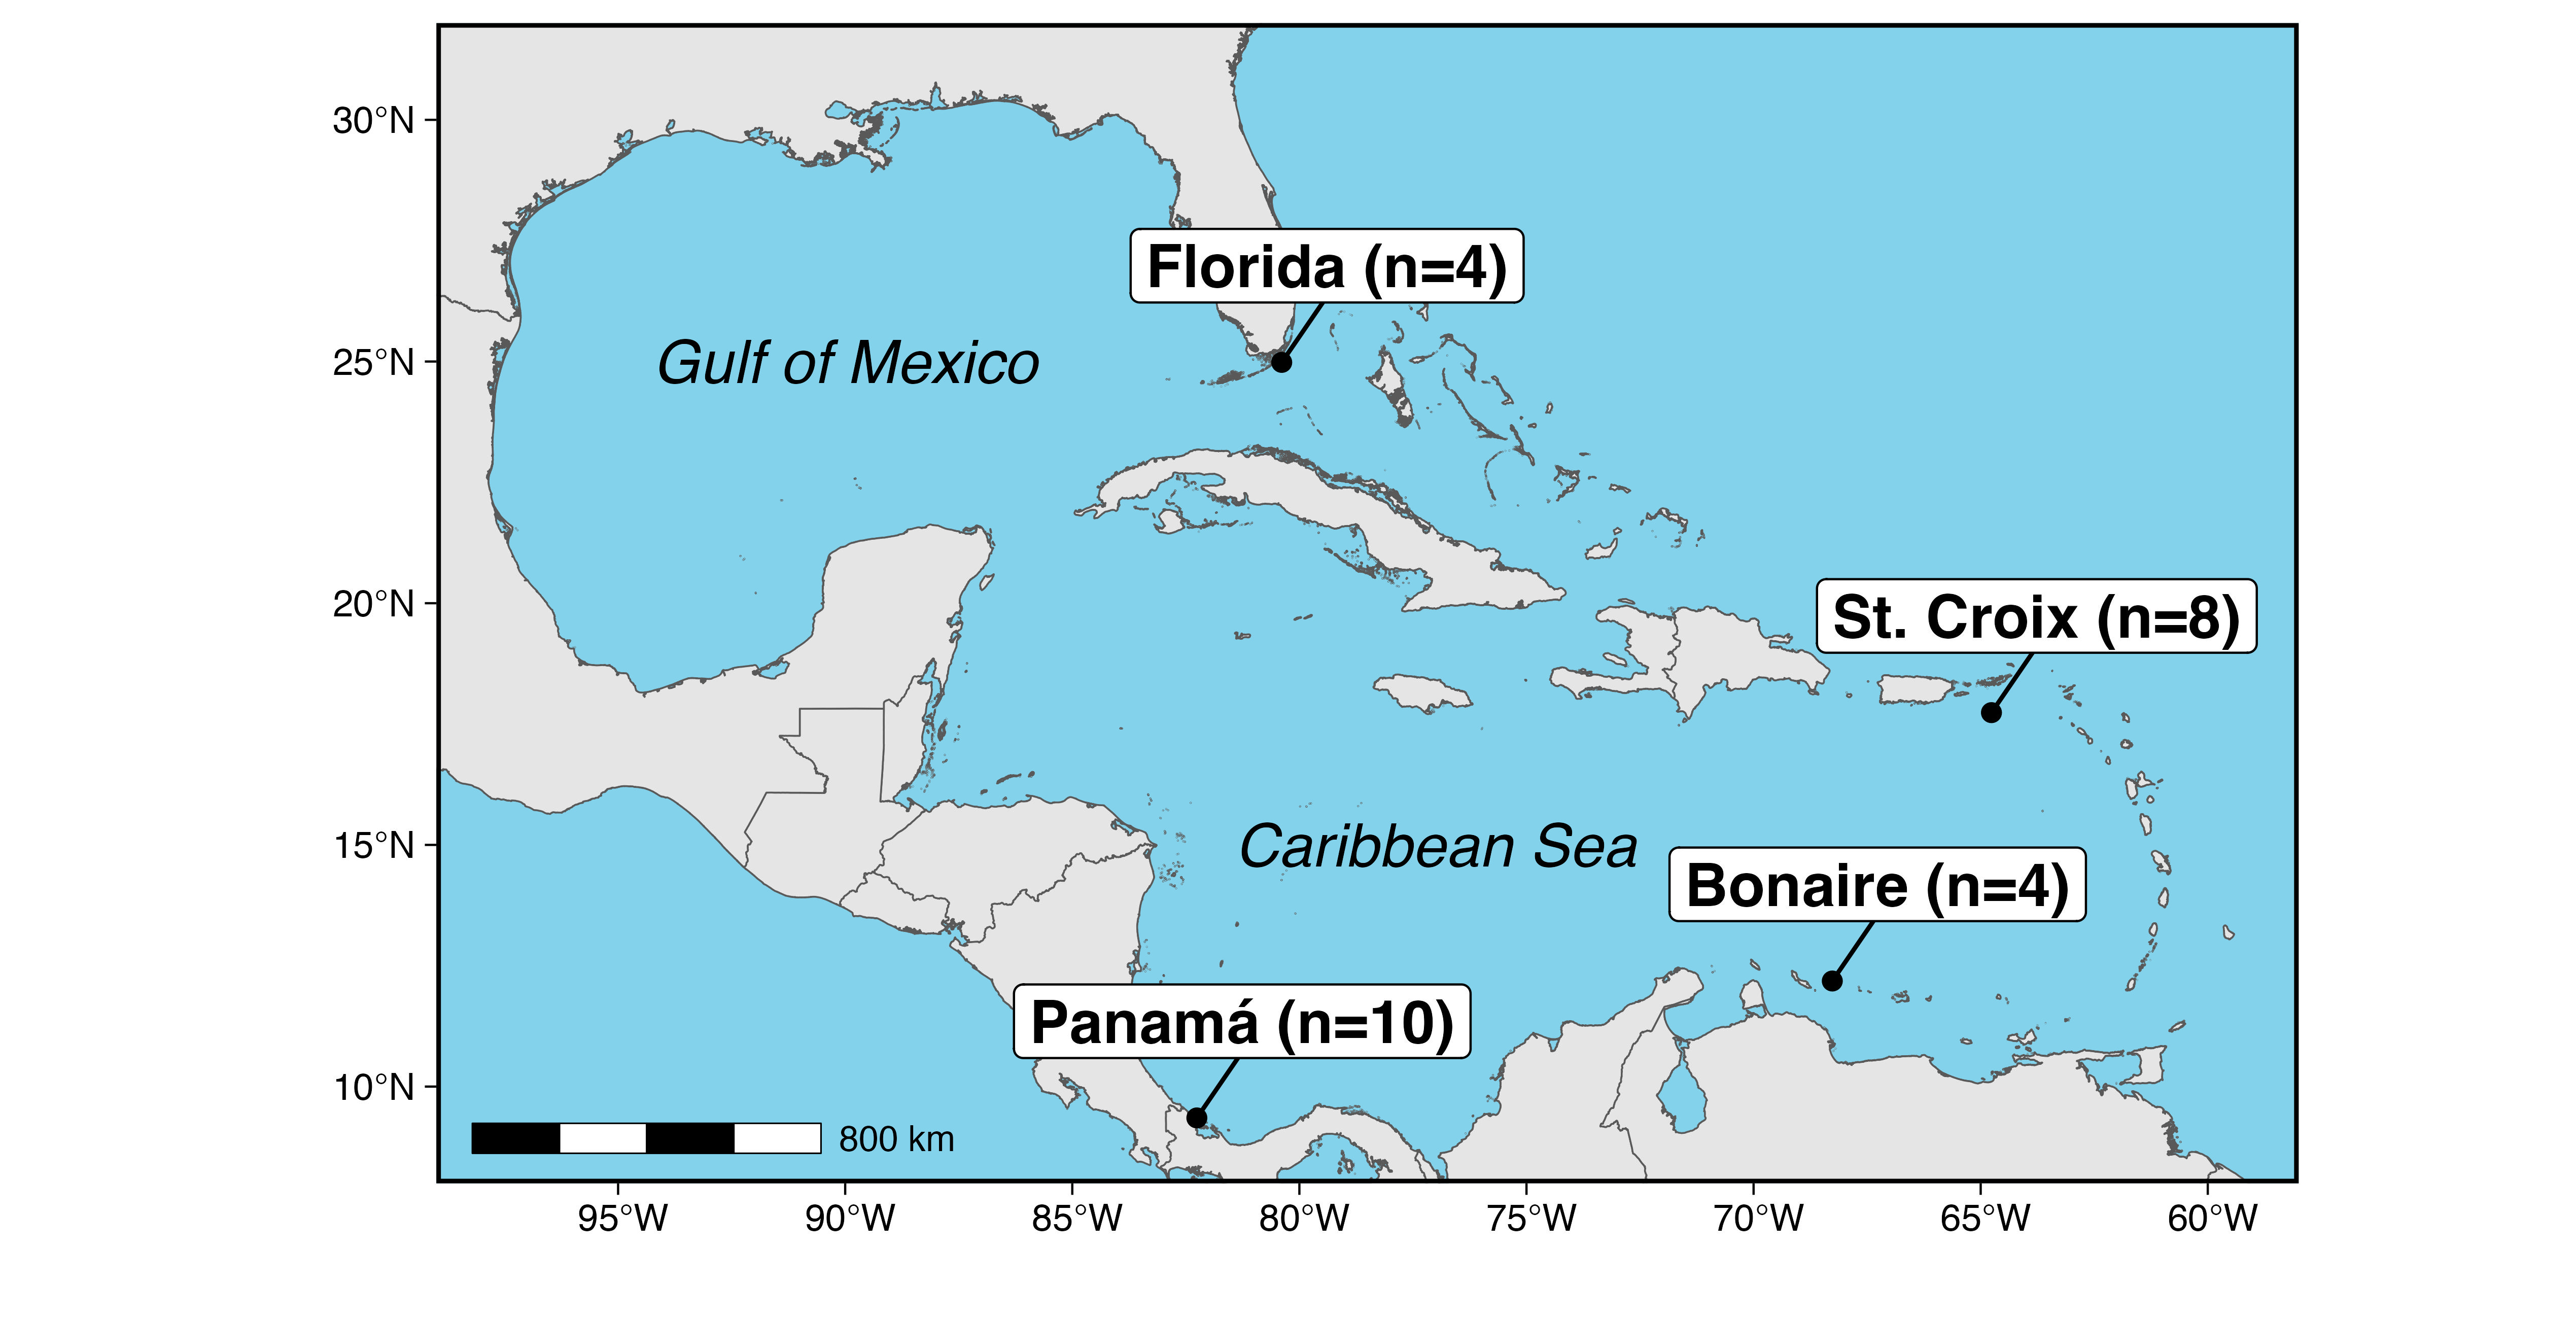 30°N
25°N
20°N
15°N
10°N
Florida (n=4)
Gulf of Mexico
St. Croix (n=8)
Caribbean Sea
Bonaire (n=4)
Panamá (n=10)
800 km
95°W 90°W 85°W 80°W 75°W 70°W 65°W 60°W